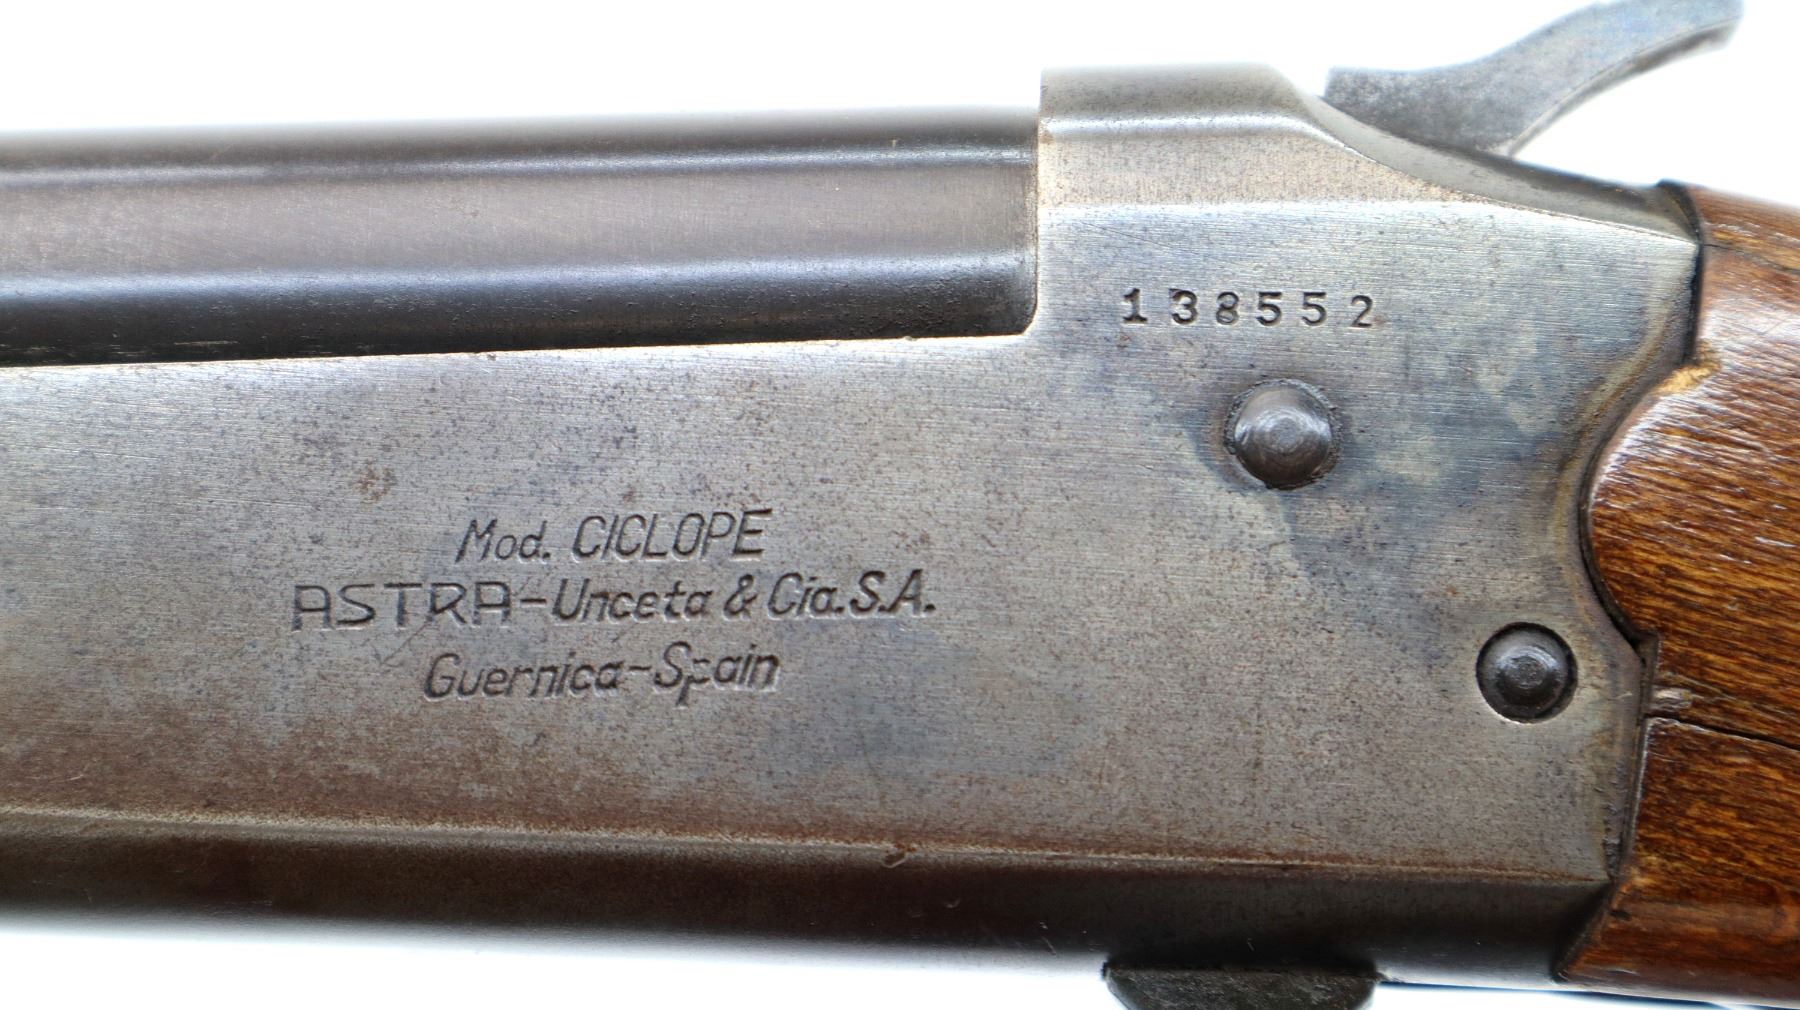 138552
Mod. CICLOPE
ASTRA-Unceta & Cia.S.A.
Guernica-Spain